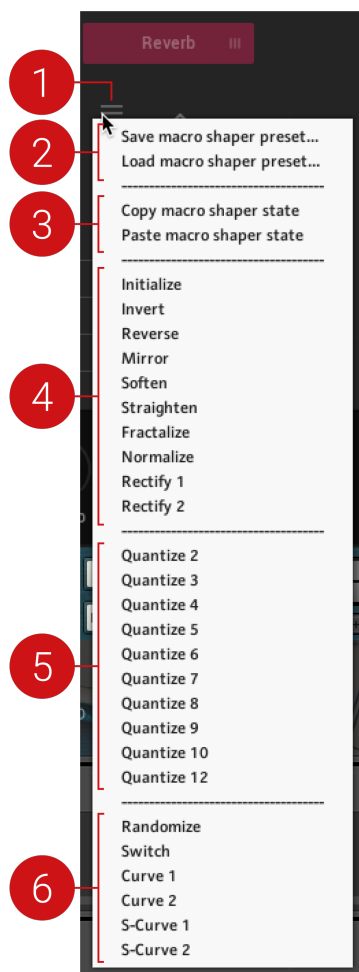 Reverb
1
2
Save macro shaper preset...
Load macro shaper preset...
------------------------------------
3
Copy macro shaper state
Paste macro shaper state
------------------------------------
4
Initialize
Invert
Reverse
Mirror
Soften
Straighten
Fractalize
Normalize
Rectify 1
Rectify 2
------------------------------------
5
Quantize 2
Quantize 3
Quantize 4
Quantize 5
Quantize 6
Quantize 7
Quantize 8
Quantize 9
Quantize 10
Quantize 12
------------------------------------
6
Randomize
Switch
Curve 1
Curve 2
S-Curve 1
S-Curve 2